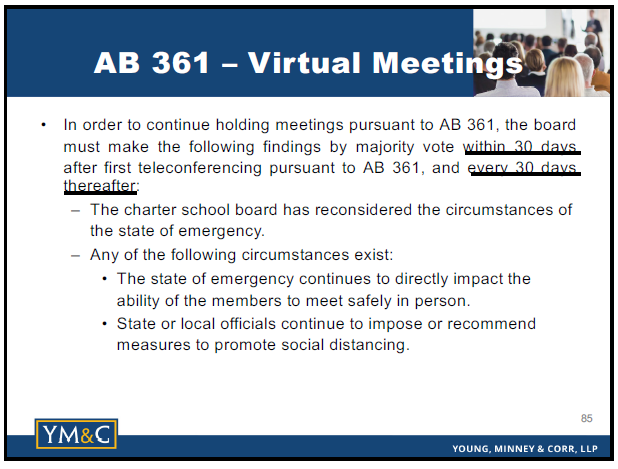 AB 361 – Virtual Meetings
• In order to continue holding meetings pursuant to AB 361, the board
must make the following findings by majority vote within 30 days
after first teleconferencing pursuant to AB 361, and every 30 days
thereafter:
– The charter school board has reconsidered the circumstances of
the state of emergency.
– Any of the following circumstances exist:
• The state of emergency continues to directly impact the
ability of the members to meet safely in person.
• State or local officials continue to impose or recommend
measures to promote social distancing.
85
YM&C
YOUNG, MINNEY & CORR, LLP